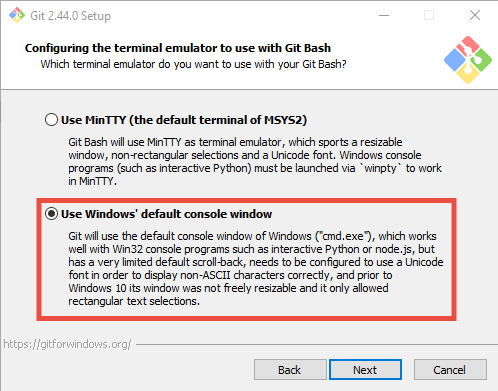 Git 2.44.0 Setup
Configuring the terminal emulator to use with Git Bash
Which terminal emulator do you want to use with your Git Bash?
Use MinTTY (the default terminal of MSYS2)
Git Bash will use MinTTY as terminal emulator, which sports a resizable
window, non-rectangular selections and a Unicode font. Windows console
programs (such as interactive Python) must be launched via `winpty` to work
in MinTTY.
Use Windows' default console window
Git will use the default console window of Windows ("cmd.exe"), which works
well with Win32 console programs such as interactive Python or node.js, but
has a very limited default scroll-back, needs to be configured to use a Unicode
font in order to display non-ASCII characters correctly, and prior to
Windows 10 its window was not freely resizable and it only allowed
rectangular text selections.
https://gitforwindows.org/
Back
Next
Cancel